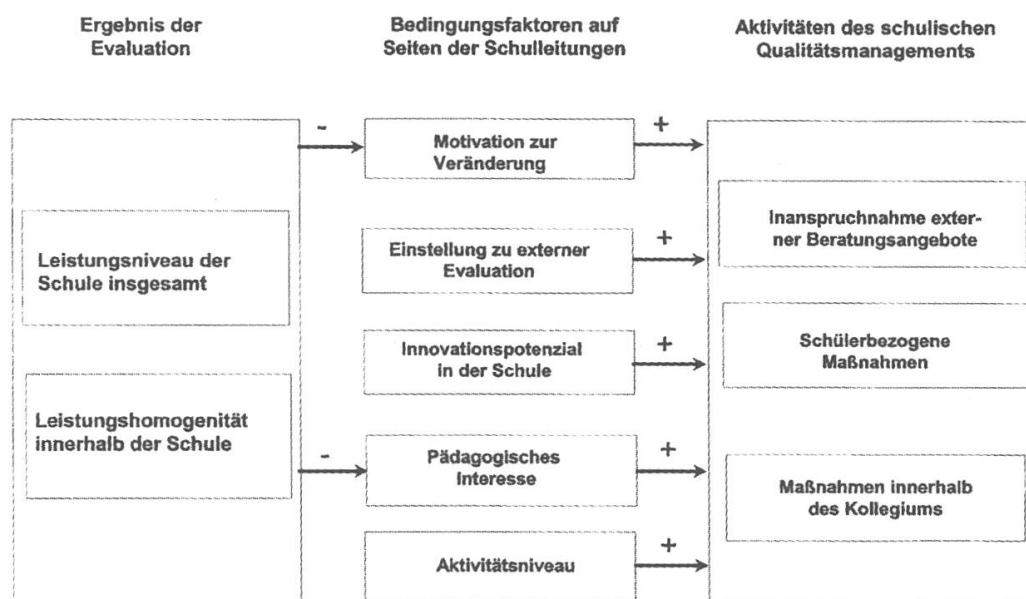 Ergebnis der
Evaluation
Bedingungsfaktoren auf
Seiten der Schulleitungen
Aktivitäten des schulischen
Qualitätsmanagements
-
Motivation zur
Veränderung
+
Leistungsniveau der
Schule insgesamt
Einstellung zu externer
Evaluation
+
Inanspruchnahme exter-
ner Beratungsangebote
Innovationspotenzial
in der Schule
+
Schülerbezogene
Maßnahmen
Leistungshomogenität
innerhalb der Schule
-
Pädagogisches
Interesse
+
Maßnahmen innerhalb
des Kollegiums
Aktivitätsniveau
+